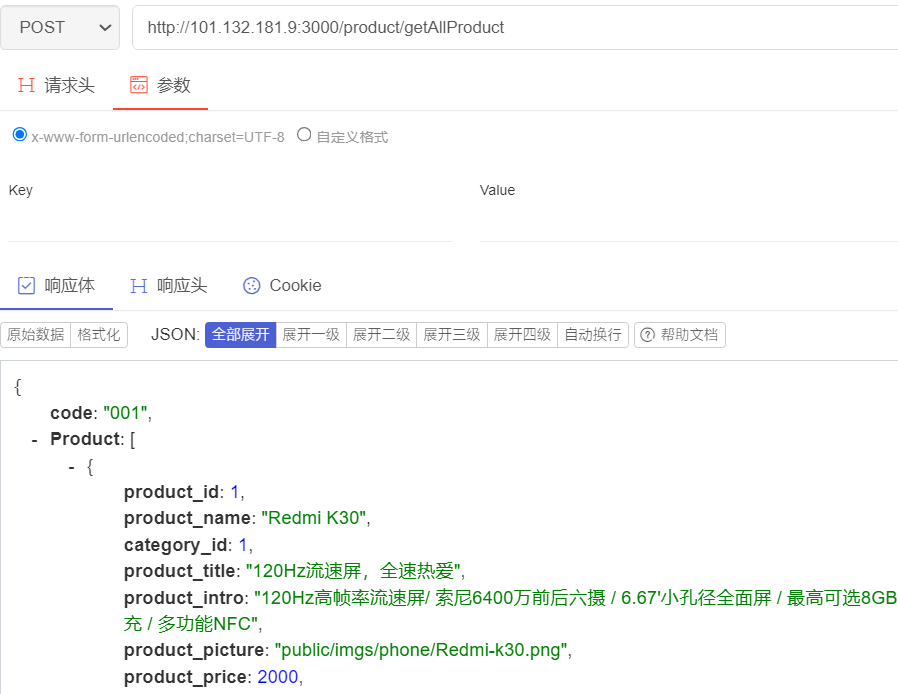 POST http://101.132.181.9:3000/product/getAllProduct
请求头 参数
x-www-form-urlencoded;charset=UTF-8 自定义格式
Key Value
响应体 响应头 Cookie
原始数据 格式化 JSON: 全部展开 展开一级 展开二级 展开三级 展开四级 自动换行 帮助文档
{
code: "001",
- Product: [
- {
product_id: 1,
product_name: "Redmi K30",
category_id: 1,
product_title: "120Hz流速屏，全速热爱",
product_intro: "120Hz高帧率流速屏/ 索尼6400万前后六摄 / 6.67'小孔径全面屏 / 最高可选8GB
充 / 多功能NFC",
product_picture: "public/imgs/phone/Redmi-k30.png",
product_price: 2000,